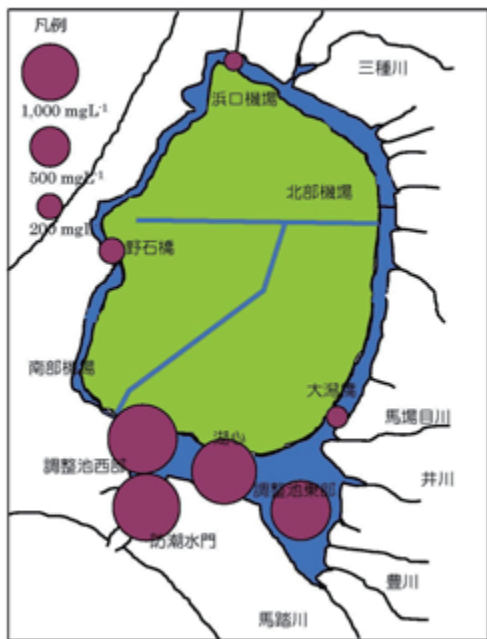 凡例
1,000 mgL⁻¹
500 mgL⁻¹
200 mgL
浜口機場
三種川
北部機場
野石橋
南部機場
大潟橋
馬場目川
湖心
調整池西部
調整池東部
井川
防潮水門
豊川
馬踏川